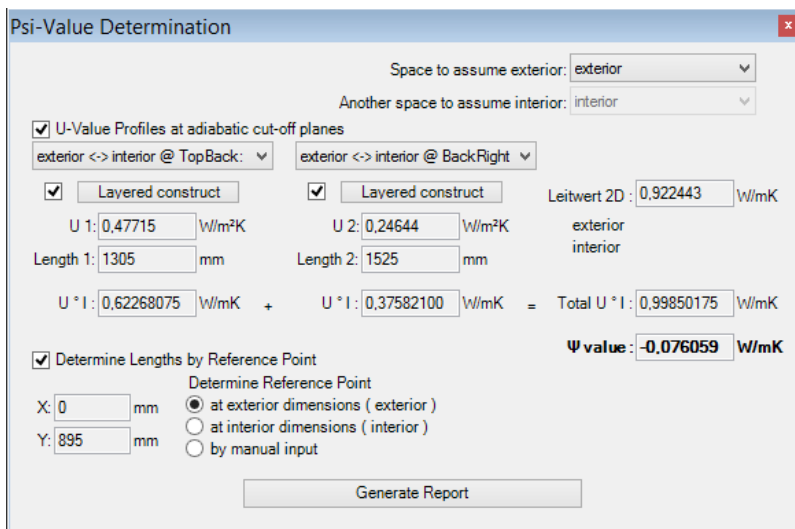 Psi-Value Determination
x
Space to assume exterior: exterior
Another space to assume interior: interior
U-Value Profiles at adiabatic cut-off planes
exterior <-> interior @ TopBack: exterior <-> interior @ BackRight
Layered construct Layered construct Leitwert 2D : 0,922443 W/mK
U 1: 0,47715 W/m²K U 2: 0,24644 W/m²K exterior
interior
Length 1: 1305 mm Length 2: 1525 mm
U * l : 0,62268075 W/mK + U * l : 0,37582100 W/mK = Total U * l : 0,99850175 W/mK
Ψ value : -0,076059 W/mK
Determine Lengths by Reference Point
Determine Reference Point
X: 0 mm at exterior dimensions ( exterior )
at interior dimensions ( interior )
Y: 895 mm
by manual input
Generate Report